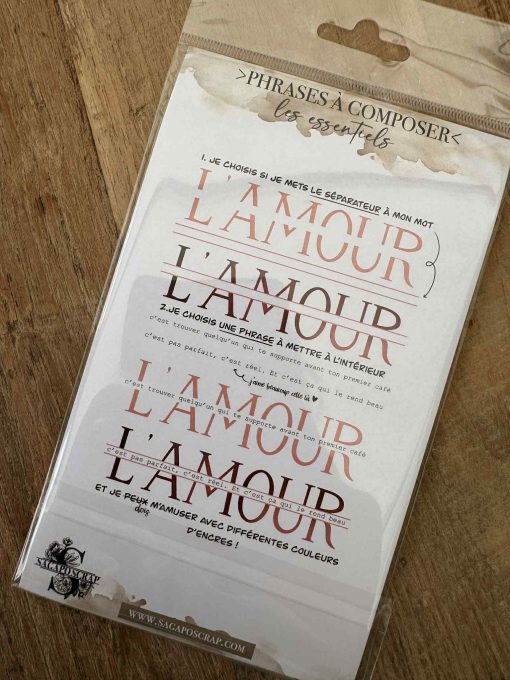 >PHRASES À COMPOSER<
les essentiels
1. JE CHOISIS SI JE METS LE SÉPARATEUR À MON MOT
L'AMOUR
L'AMOUR
2.JE CHOISIS UNE PHRASE À METTRE À L'INTÉRIEUR
c'est trouver quelqu'un qui te supporte avant ton premier café
c'est pas parfait, c'est réel. Et c'est ça qui le rend beau
j'aime beaucoup celle là
L'AMOUR
c'est trouver quelqu'un qui te supporte avant ton premier café
L'AMOUR
c'est pas parfait, c'est réel. Et c'est ça qui le rend beau
ET JE PEUX M'AMUSER AVEC DIFFÉRENTES COULEURS
dois
D'ENCRES !
S
SAGAPOSCRAP
WWW.SAGAPOSCRAP.COM